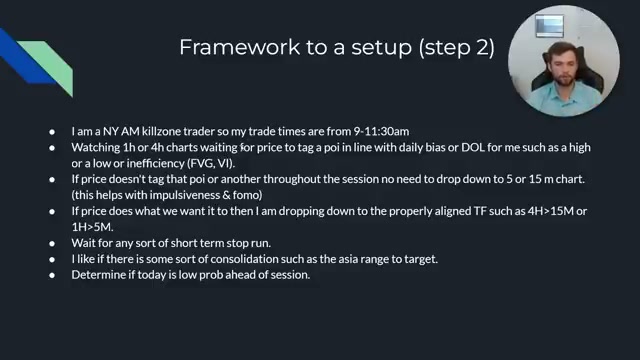 Framework to a setup (step 2)
● I am a NY AM killzone trader so my trade times are from 9-11:30am
● Watching 1h or 4h charts waiting for price to tag a poi in line with daily bias or DOL for me such as a high
or a low or inefficiency (FVG, VI).
● If price doesn't tag that poi or another throughout the session no need to drop down to 5 or 15 m chart.
(this helps with impulsiveness & fomo)
● If price does what we want it to then I am dropping down to the properly aligned TF such as 4H>15M or
1H>5M.
● Wait for any sort of short term stop run.
● I like if there is some sort of consolidation such as the asia range to target.
● Determine if today is low prob ahead of session.